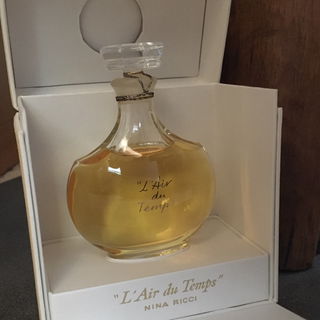 "L'Air
du
Temps
"L'Air du Temps"
NINA RICCI